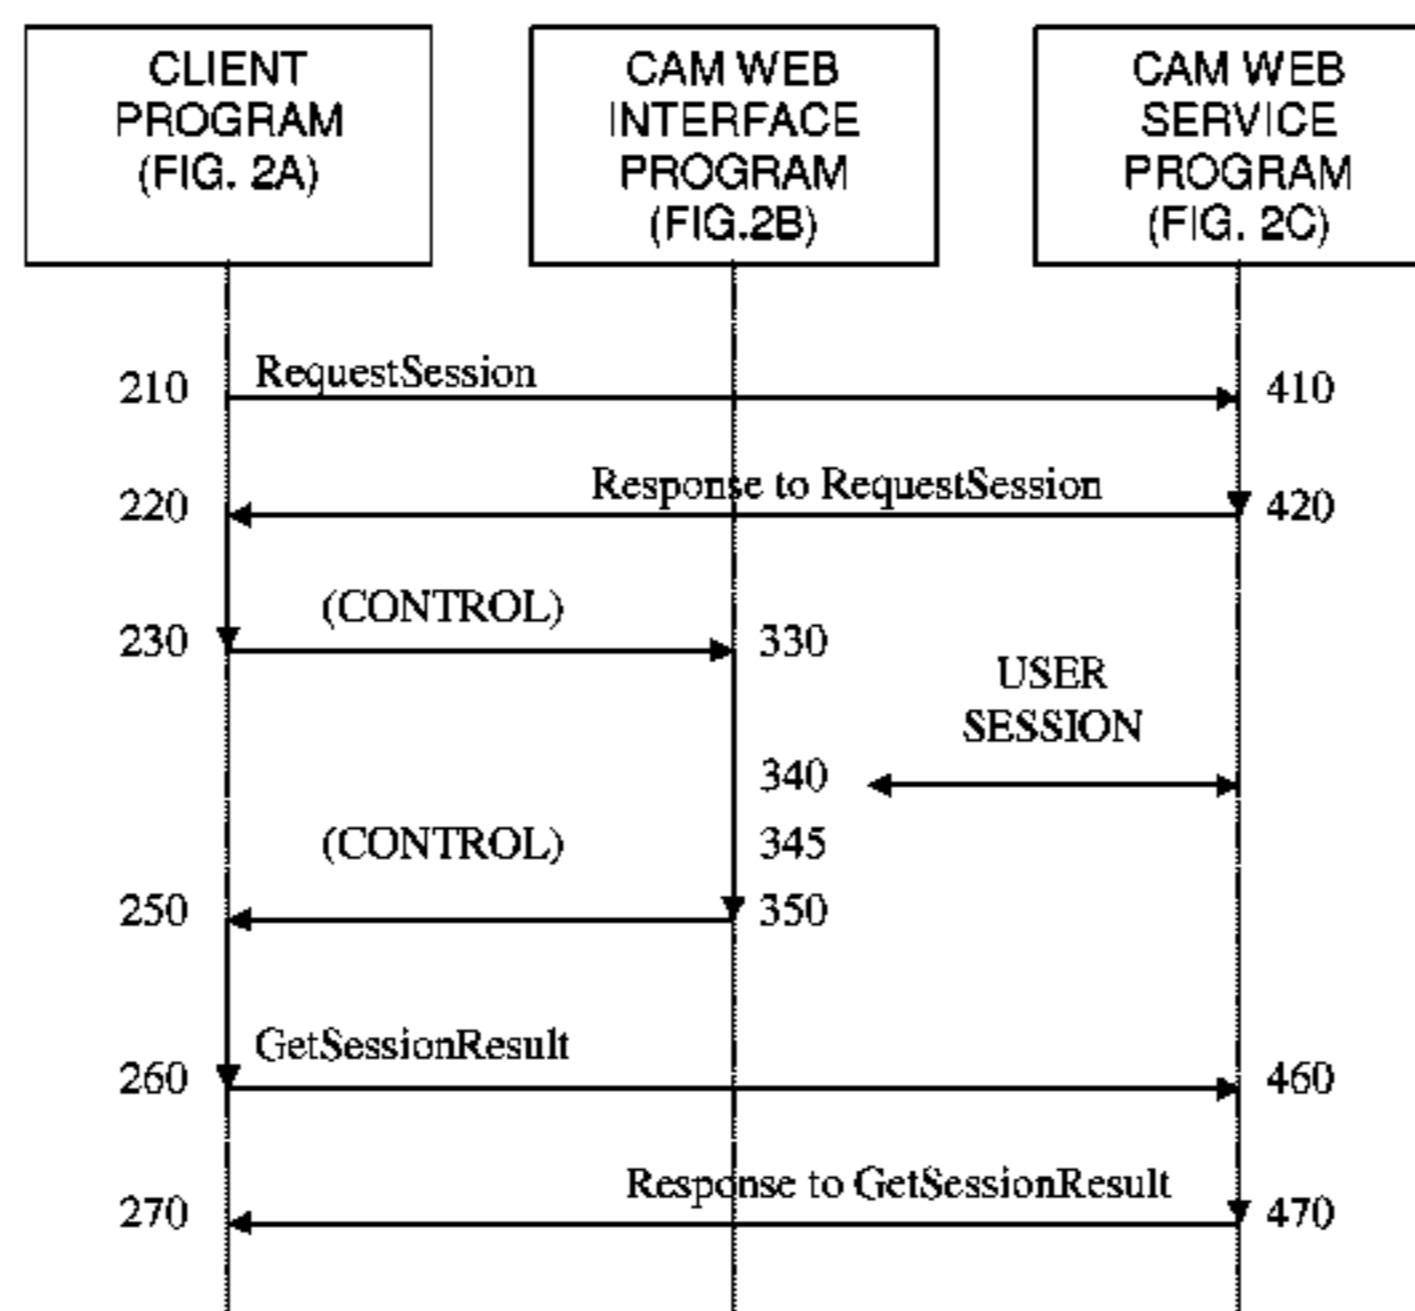 CLIENT
PROGRAM
(FIG. 2A)
CAM WEB
INTERFACE
PROGRAM
(FIG.2B)
CAM WEB
SERVICE
PROGRAM
(FIG. 2C)
RequestSession
210
410
Response to RequestSession
220
420
(CONTROL)
230
330
USER
SESSION
340
(CONTROL)
345
250
350
GetSessionResult
260
460
Response to GetSessionResult
270
470